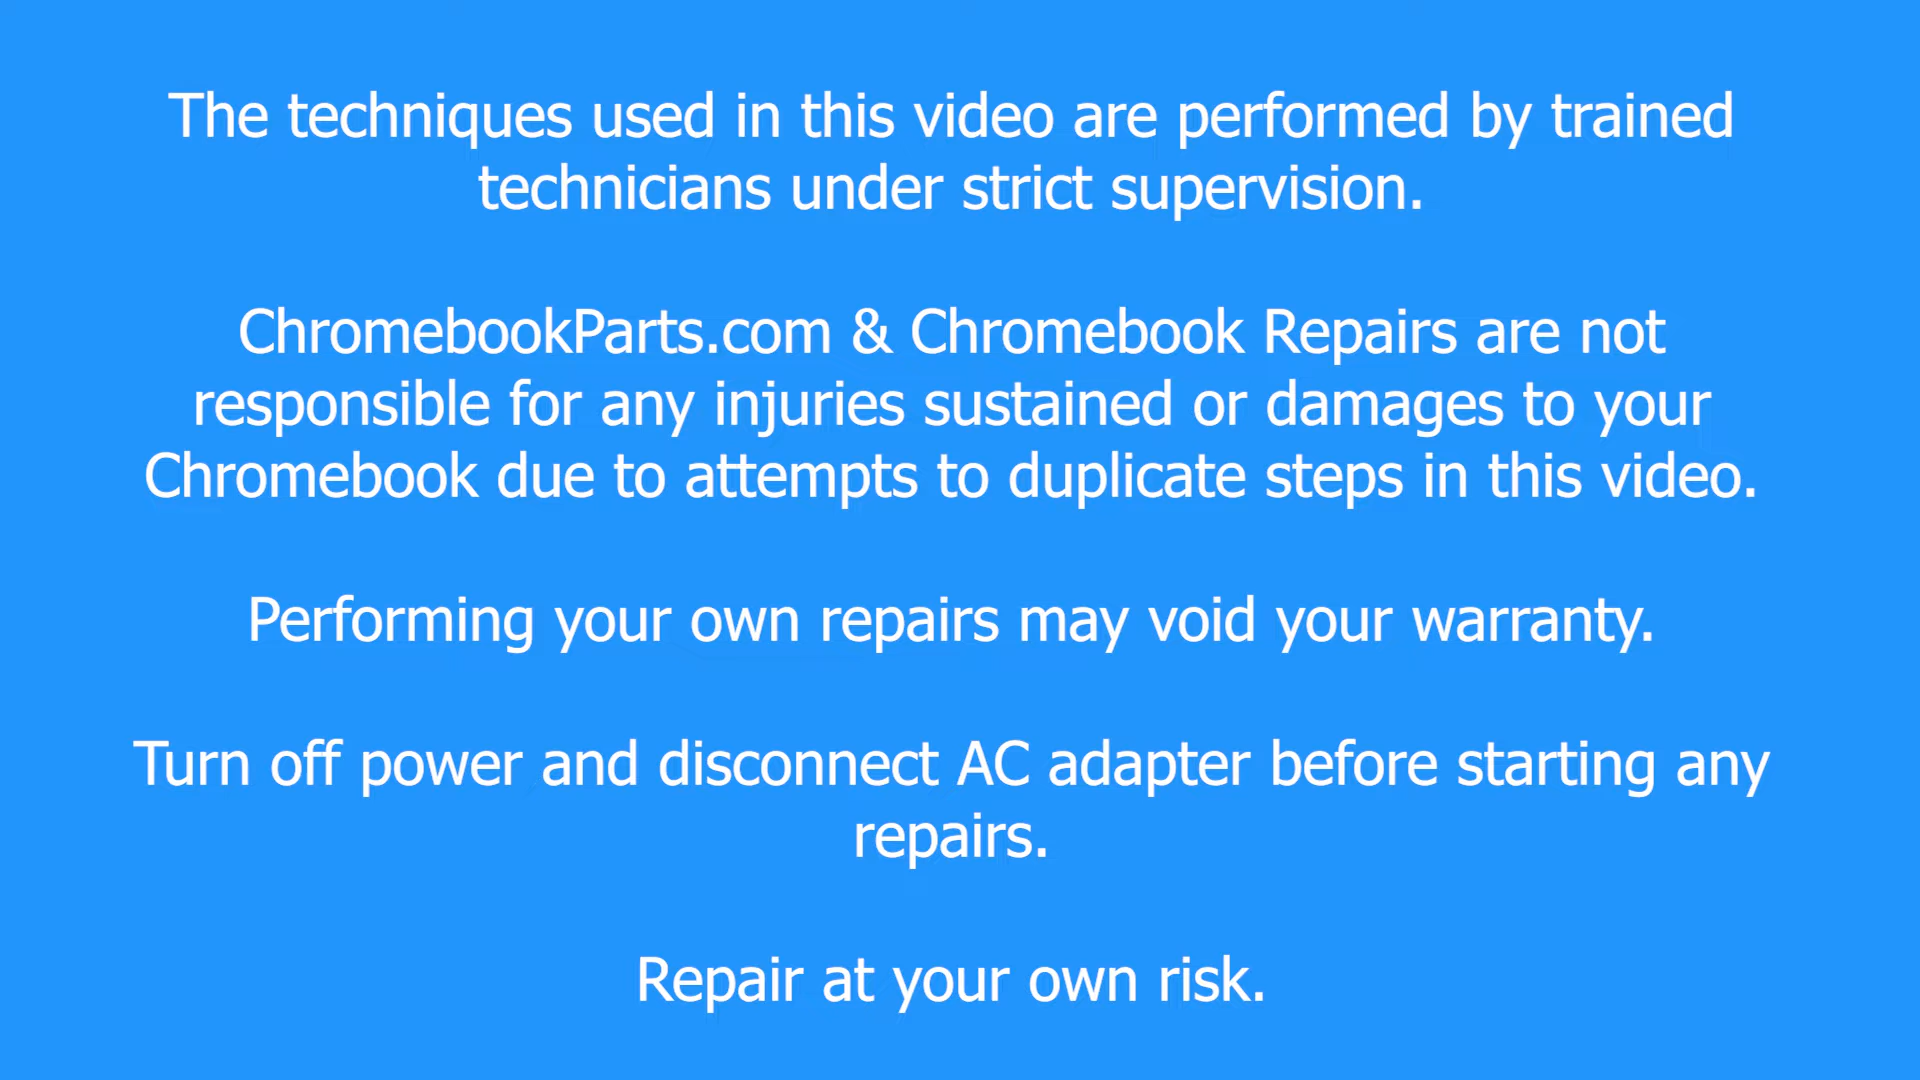 The techniques used in this video are performed by trained
technicians under strict supervision.
ChromebookParts.com & Chromebook Repairs are not
responsible for any injuries sustained or damages to your
Chromebook due to attempts to duplicate steps in this video.
Performing your own repairs may void your warranty.
Turn off power and disconnect AC adapter before starting any
repairs.
Repair at your own risk.